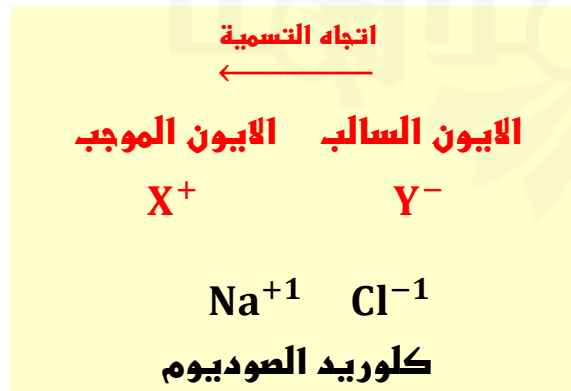 اتجاه التسمية
←
الايون السالب الايون الموجب
X⁺ Y⁻
Na⁺¹ Cl⁻¹
كلوريد الصوديوم